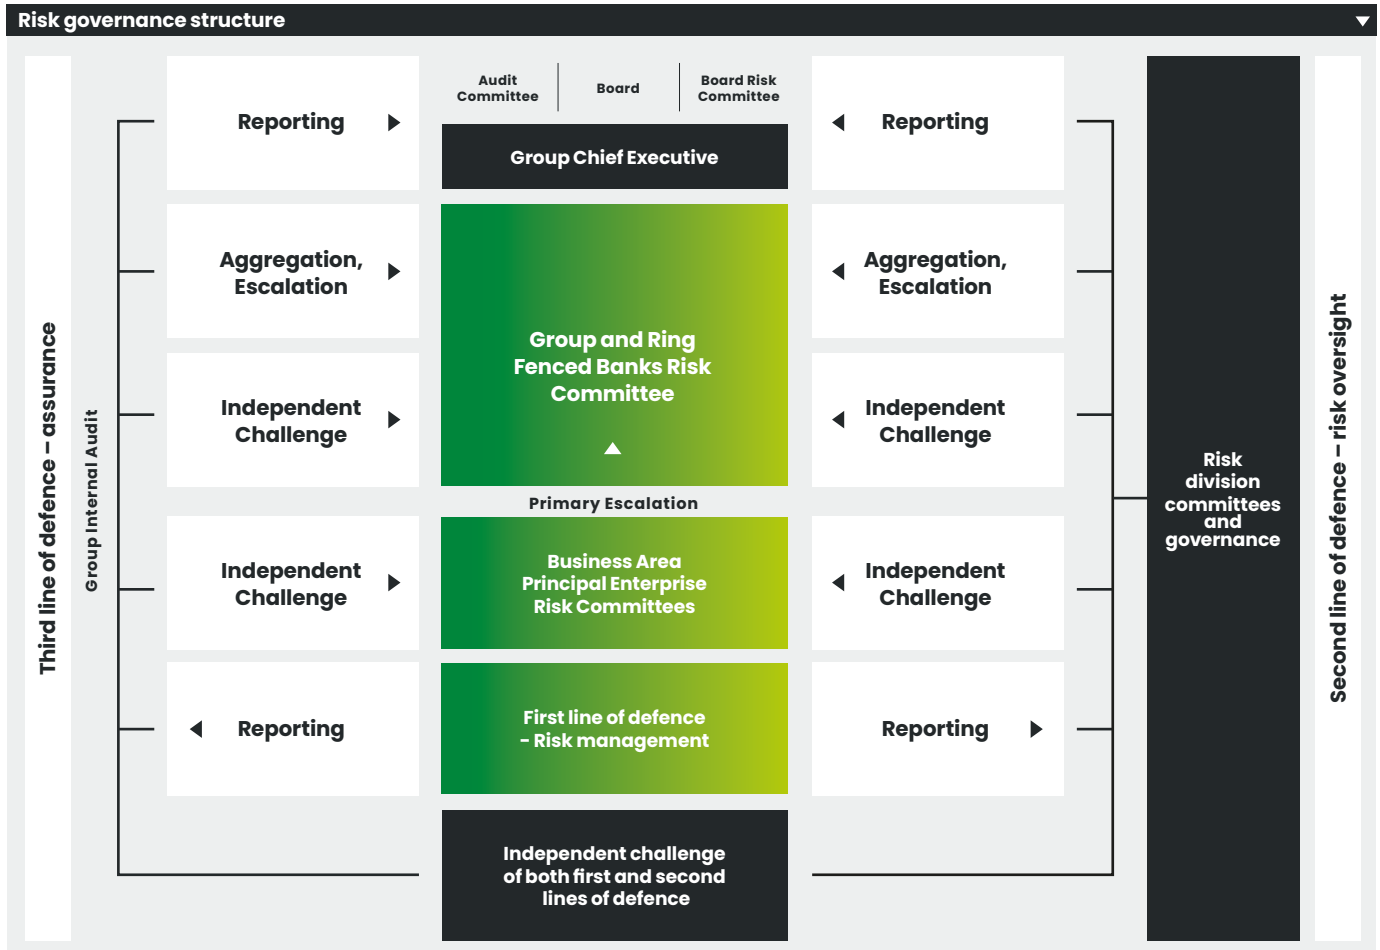 Risk governance structure
Third line of defence – assurance
Group Internal Audit
Reporting
Aggregation,
Escalation
Independent
Challenge
Independent
Challenge
Reporting
Audit
Committee
Board
Board Risk
Committee
Group Chief Executive
Group and Ring
Fenced Banks Risk
Committee
Primary Escalation
Business Area
Principal Enterprise
Risk Committees
First line of defence
– Risk management
Independent challenge
of both first and second
lines of defence
Reporting
Aggregation,
Escalation
Independent
Challenge
Independent
Challenge
Reporting
Risk
division
committees
and
governance
Second line of defence – risk oversight